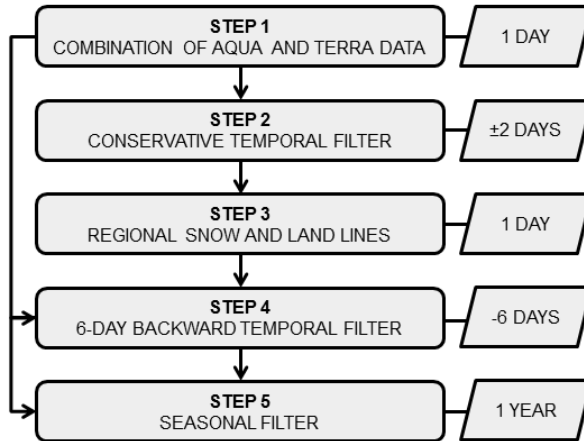 STEP 1
COMBINATION OF AQUA AND TERRA DATA
1 DAY
STEP 2
CONSERVATIVE TEMPORAL FILTER
±2 DAYS
STEP 3
REGIONAL SNOW AND LAND LINES
1 DAY
STEP 4
6-DAY BACKWARD TEMPORAL FILTER
-6 DAYS
STEP 5
SEASONAL FILTER
1 YEAR